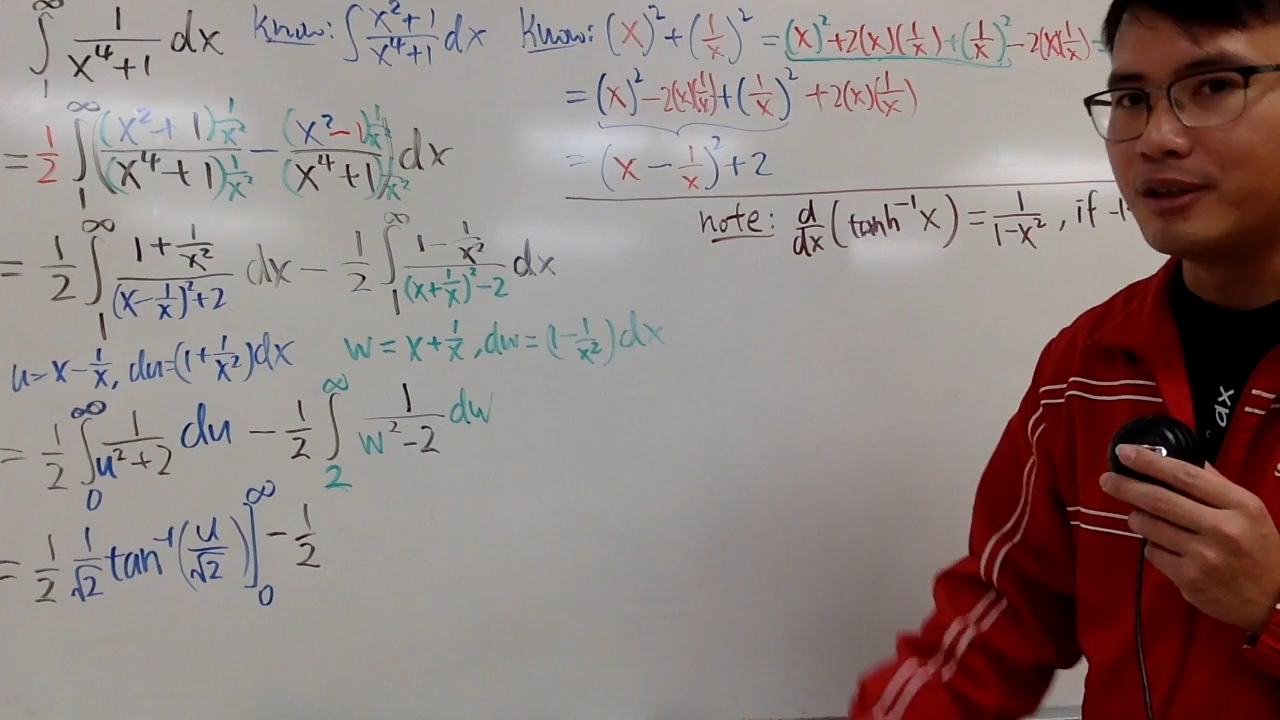 ∫₁^∞ 1/(x⁴+1) dx Know: ∫ (x²+1)/(x⁴+1) dx Know: (x)² + (1/x)² = (x)² + 2(x)(1/x) + (1/x)² - 2(x)(1/x)
= (x)² - 2(x)(1/x) + (1/x)² + 2(x)(1/x)
= 1/2 ∫₁^∞ ( (x²+1)1/x² / (x⁴+1)1/x² - (x²-1)1/x² / (x⁴+1)1/x² ) dx
= (x - 1/x)² + 2
note: d/dx (tanh⁻¹x) = 1/(1-x²), if -1
= 1/2 ∫₁^∞ (1 + 1/x²)/((x - 1/x)² + 2) dx - 1/2 ∫₁^∞ (1 - 1/x²)/((x + 1/x)² - 2) dx
u = x - 1/x, du = (1 + 1/x²)dx w = x + 1/x, dw = (1 - 1/x²)dx
= 1/2 ∫₀^∞ 1/(u²+2) du - 1/2 ∫₂^∞ 1/(w²-2) dw
= 1/2 1/√2 tan⁻¹(u/√2) ]₀^∞ - 1/2
dx